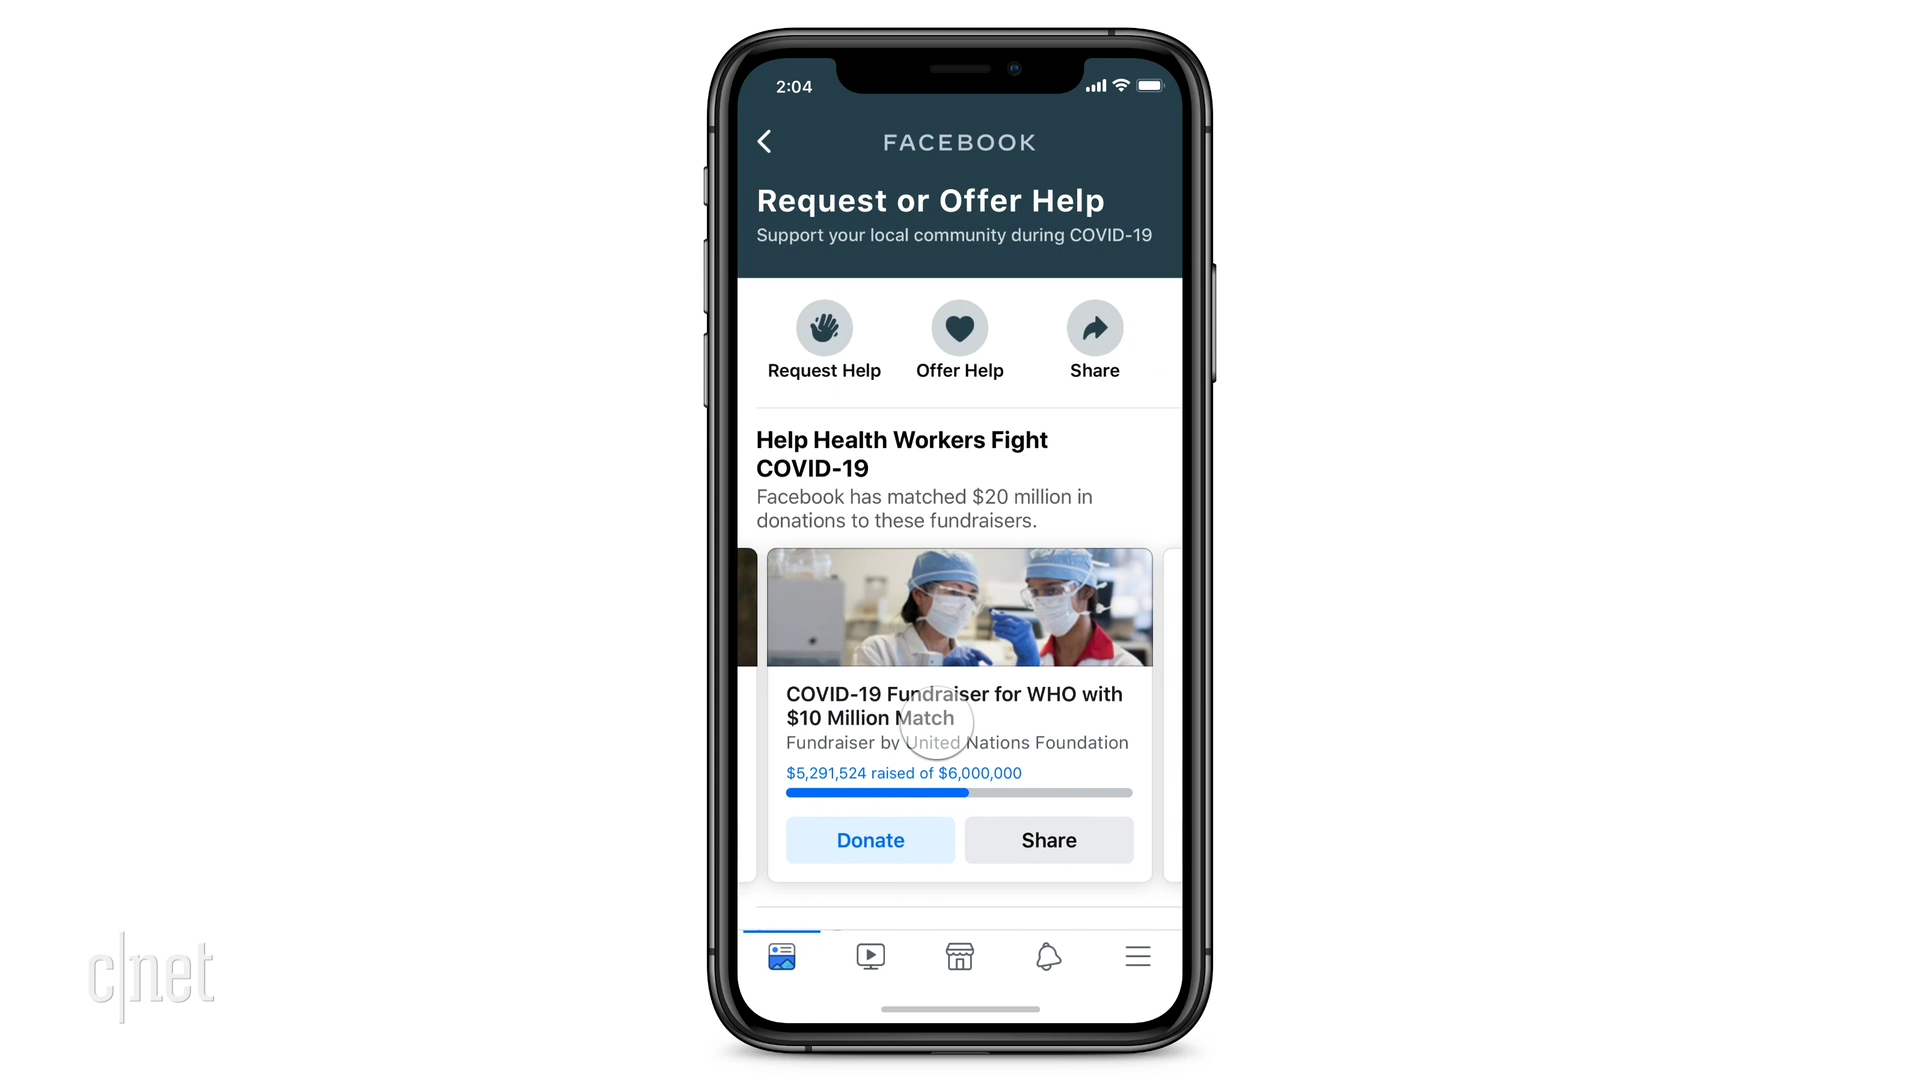 2:04
FACEBOOK
Request or Offer Help
Support your local community during COVID-19
Request Help
Offer Help
Share
Help Health Workers Fight
COVID-19
Facebook has matched $20 million in
donations to these fundraisers.
COVID-19 Fundraiser for WHO with
$10 Million Match
Fundraiser by United Nations Foundation
$5,291,524 raised of $6,000,000
Donate
Share
c|net